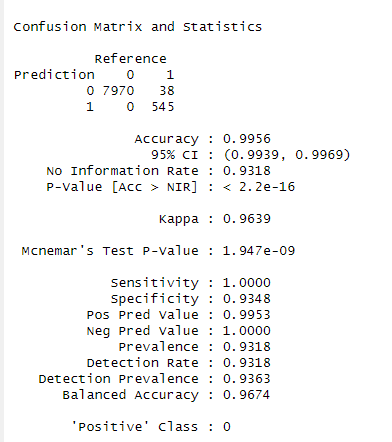 Confusion Matrix and Statistics
Reference
Prediction 0 1
0 7970 38
1 0 545
Accuracy : 0.9956
95% CI : (0.9939, 0.9969)
No Information Rate : 0.9318
P-Value [Acc > NIR] : < 2.2e-16
Kappa : 0.9639
Mcnemar's Test P-Value : 1.947e-09
Sensitivity : 1.0000
Specificity : 0.9348
Pos Pred Value : 0.9953
Neg Pred Value : 1.0000
Prevalence : 0.9318
Detection Rate : 0.9318
Detection Prevalence : 0.9363
Balanced Accuracy : 0.9674
'Positive' Class : 0